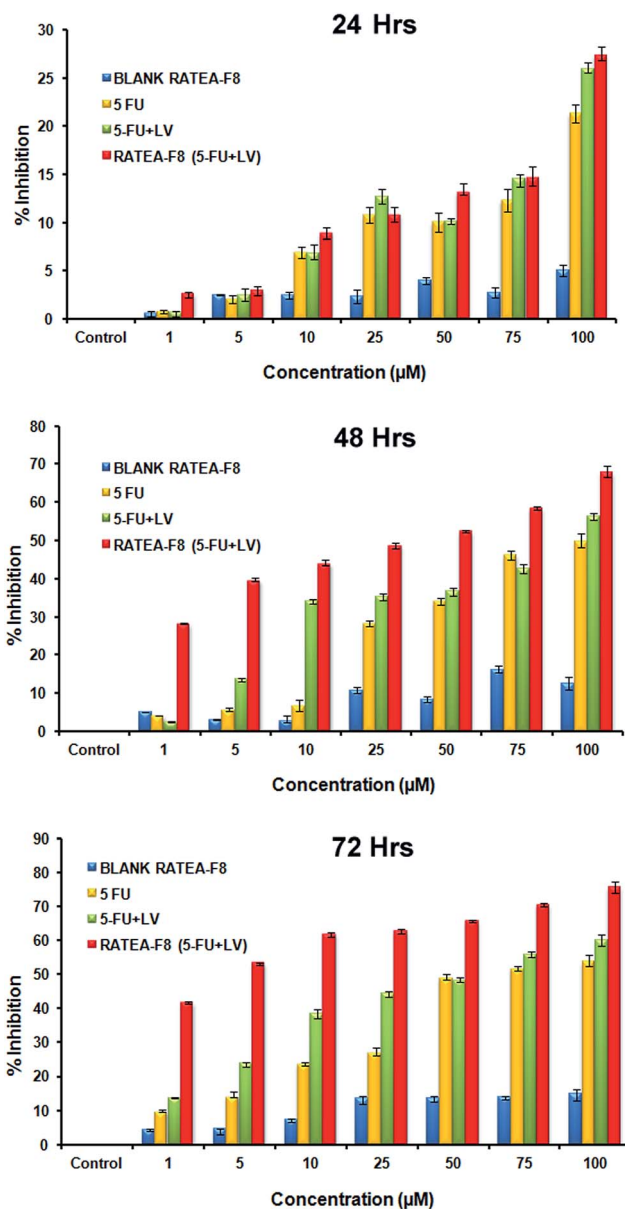 24 Hrs
30
25
20
15
10
5
0
% Inhibition
BLANK RATEA-F8
5 FU
5-FU+LV
RATEA-F8 (5-FU+LV)
Control 1 5 10 25 50 75 100
Concentration (µM)
48 Hrs
80
70
60
50
40
30
20
10
0
% Inhibition
BLANK RATEA-F8
5 FU
5-FU+LV
RATEA-F8 (5-FU+LV)
Control 1 5 10 25 50 75 100
Concentration (µM)
72 Hrs
90
80
70
60
50
40
30
20
10
0
% Inhibition
BLANK RATEA-F8
5 FU
5-FU+LV
RATEA-F8 (5-FU+LV)
Control 1 5 10 25 50 75 100
Concentration (µM)